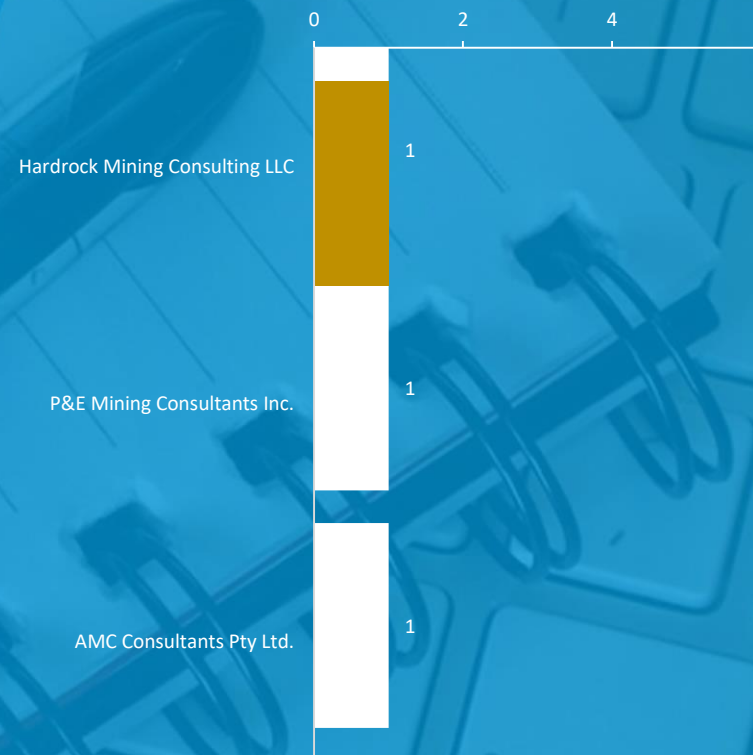 0 2 4
Hardrock Mining Consulting LLC 1
P&E Mining Consultants Inc. 1
AMC Consultants Pty Ltd. 1